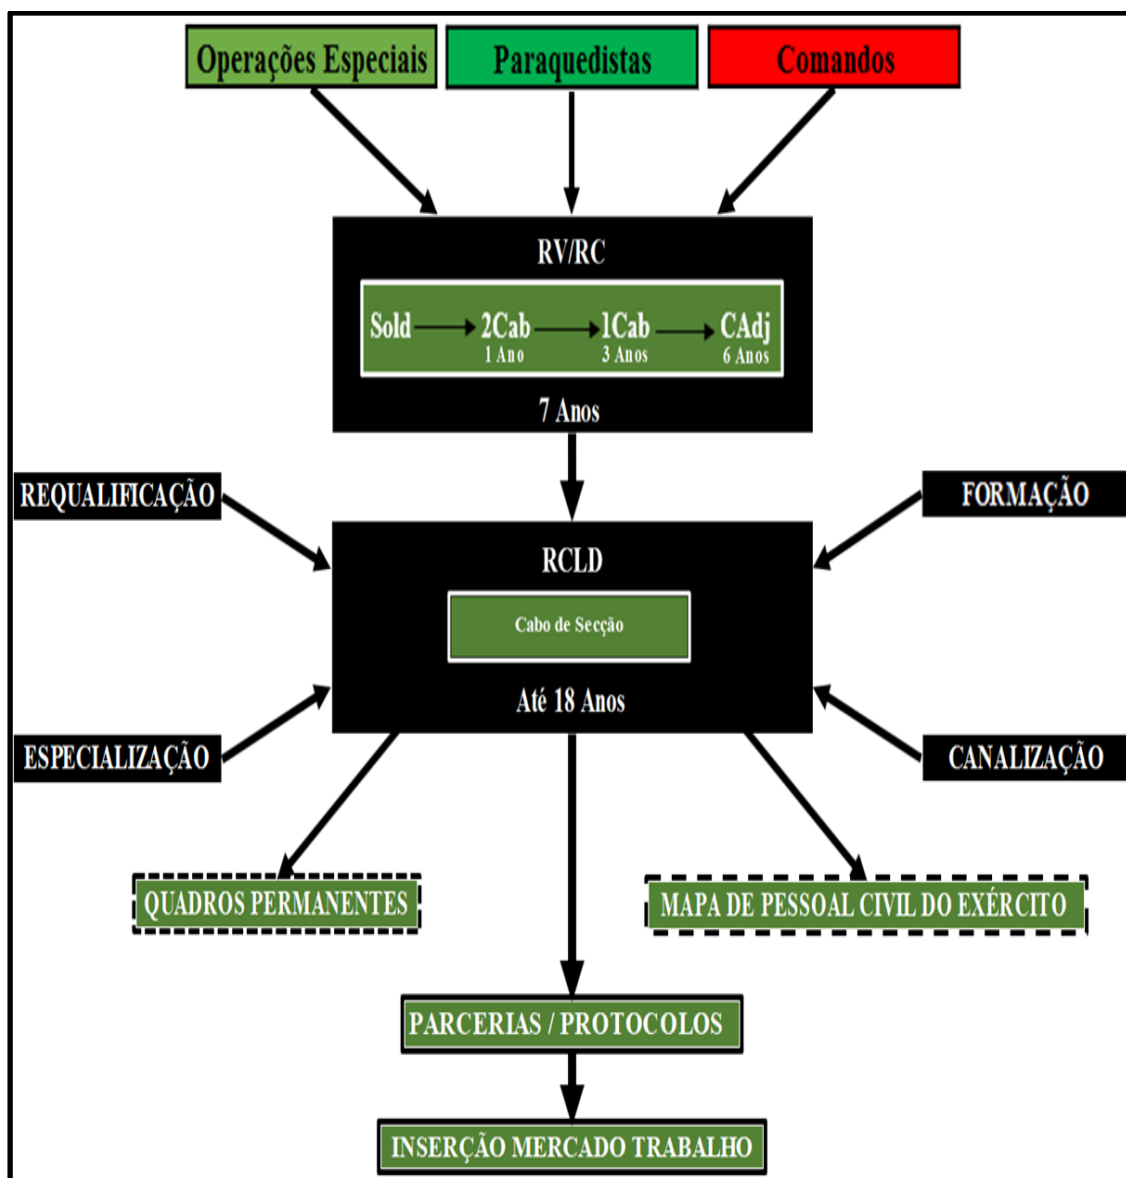 Operações Especiais
Paraquedistas
Comandos
RV/RC
Sold
2Cab
1Cab
CAdj
1 Ano
3 Anos
6 Anos
7 Anos
REQUALIFICAÇÃO
FORMAÇÃO
RCLD
Cabo de Secção
Até 18 Anos
ESPECIALIZAÇÃO
CANALIZAÇÃO
QUADROS PERMANENTES
MAPA DE PESSOAL CIVIL DO EXÉRCITO
PARCERIAS / PROTOCOLOS
INSERÇÃO MERCADO TRABALHO